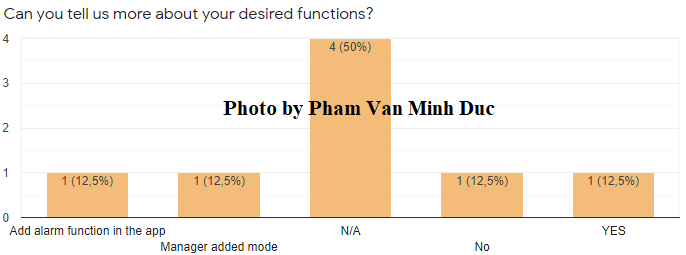 Can you tell us more about your desired functions?
4
4 (50%)
3
Photo by Pham Van Minh Duc
2
1
1 (12,5%)
1 (12,5%)
1 (12,5%)
1 (12,5%)
0
Add alarm function in the app
N/A
YES
Manager added mode
No